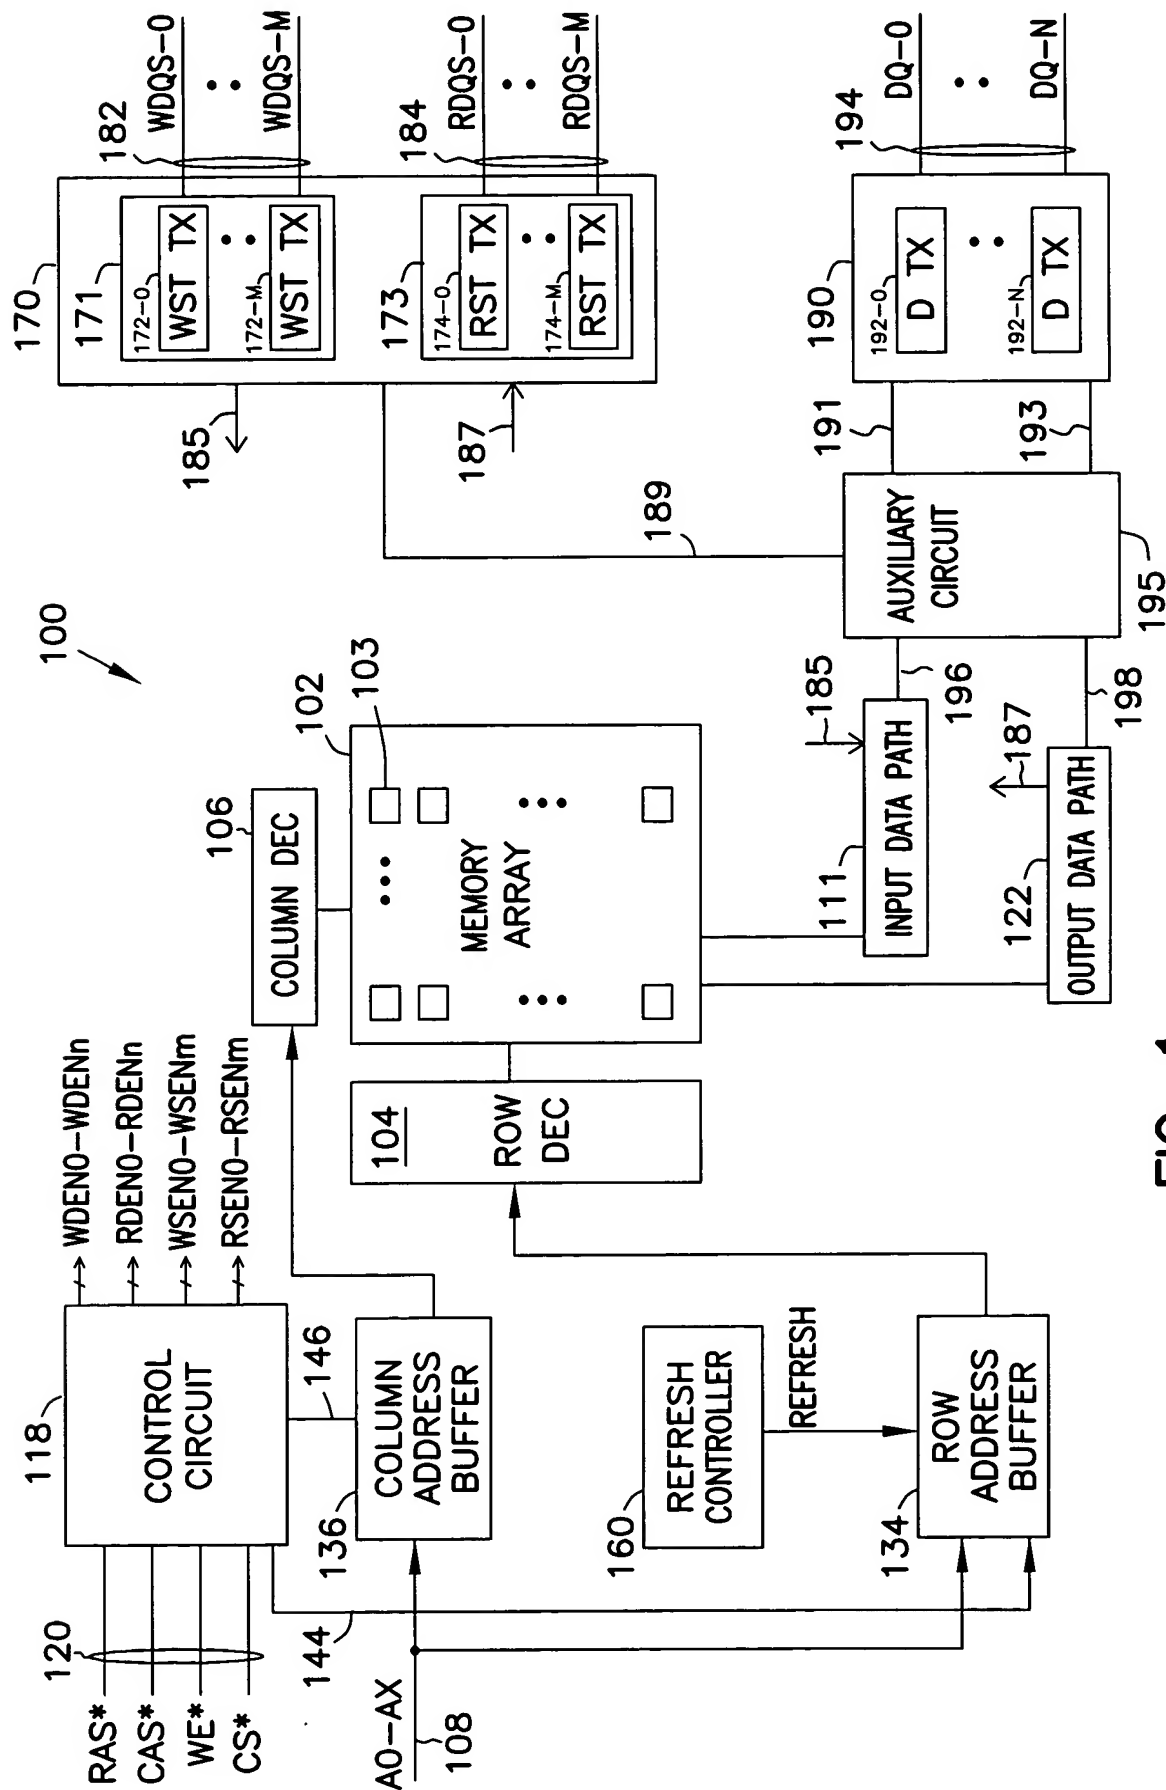 100
RAS*
CAS*
WE*
CS*
120
118
CONTROL
CIRCUIT
WDEN0-WDENn
RDEN0-RDENn
WSEN0-WSENm
RSEN0-RSENm
144
146
A0-AX
108
136
COLUMN
ADDRESS
BUFFER
160
REFRESH
CONTROLLER
REFRESH
134
ROW
ADDRESS
BUFFER
106
COLUMN DEC
104
ROW
DEC
102
103
MEMORY
ARRAY
111
INPUT DATA PATH
185
196
122
OUTPUT DATA PATH
187
198
AUXILIARY
CIRCUIT
195
189
191
193
170
171
172-0
WST TX
172-M
WST TX
173
174-0
RST TX
174-M
RST TX
185
187
182
WDQS-0
WDQS-M
184
RDQS-0
RDQS-M
190
192-0
D TX
192-N
D TX
194
DQ-0
DQ-N